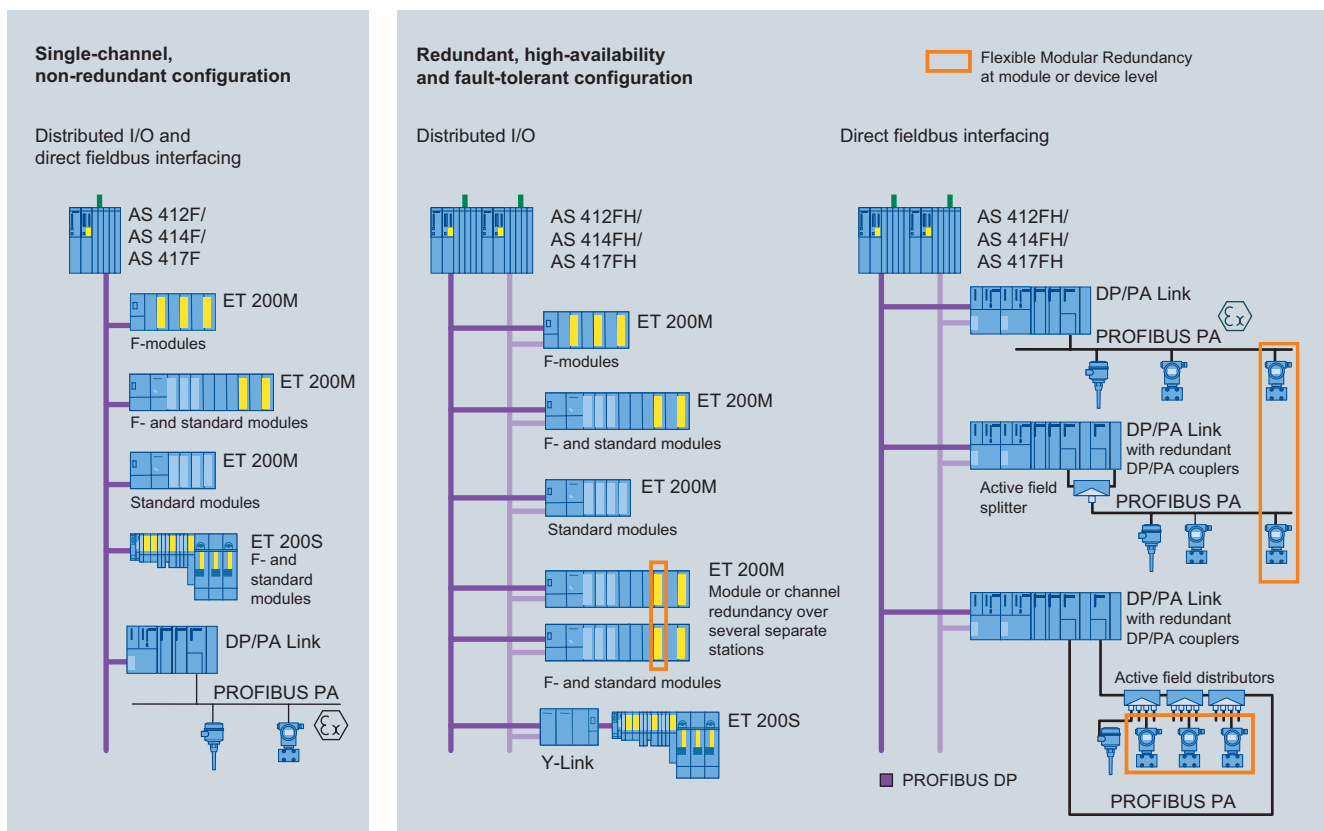 Single-channel,
non-redundant configuration
Distributed I/O and
direct fieldbus interfacing
AS 412F/
AS 414F/
AS 417F
ET 200M
F-modules
ET 200M
F- and standard modules
ET 200M
Standard modules
ET 200S
F- and
standard
modules
DP/PA Link
PROFIBUS PA
εx
Redundant, high-availability
and fault-tolerant configuration
Flexible Modular Redundancy
at module or device level
Distributed I/O
AS 412FH/
AS 414FH/
AS 417FH
ET 200M
F-modules
ET 200M
F- and standard modules
ET 200M
Standard modules
ET 200M
Module or channel
redundancy over
several separate
stations
F- and standard modules
ET 200S
Y-Link
Direct fieldbus interfacing
AS 412FH/
AS 414FH/
AS 417FH
DP/PA Link
εx
PROFIBUS PA
DP/PA Link
with redundant
DP/PA couplers
Active field
splitter
PROFIBUS PA
DP/PA Link
with redundant
DP/PA couplers
Active field distributors
PROFIBUS DP
PROFIBUS PA